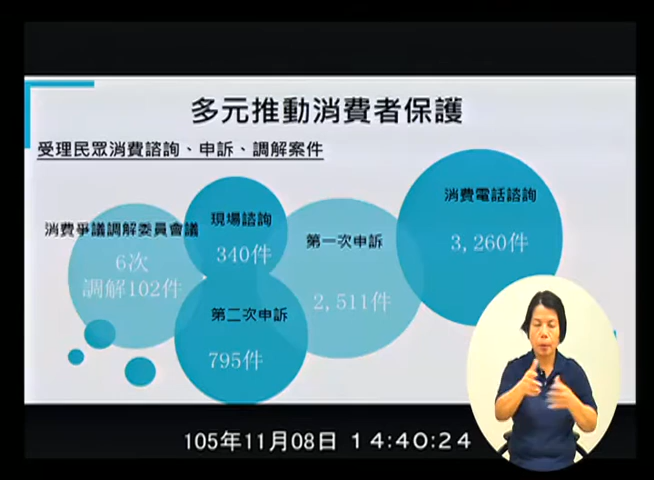 多元推動消費者保護
受理民眾消費諮詢、申訴、調解案件
消費電話諮詢
3,260件
現場諮詢
340件
消費爭議調解委員會議
6次
調解102件
第一次申訴
2,511件
第二次申訴
795件
105年11月08日 14:40:24